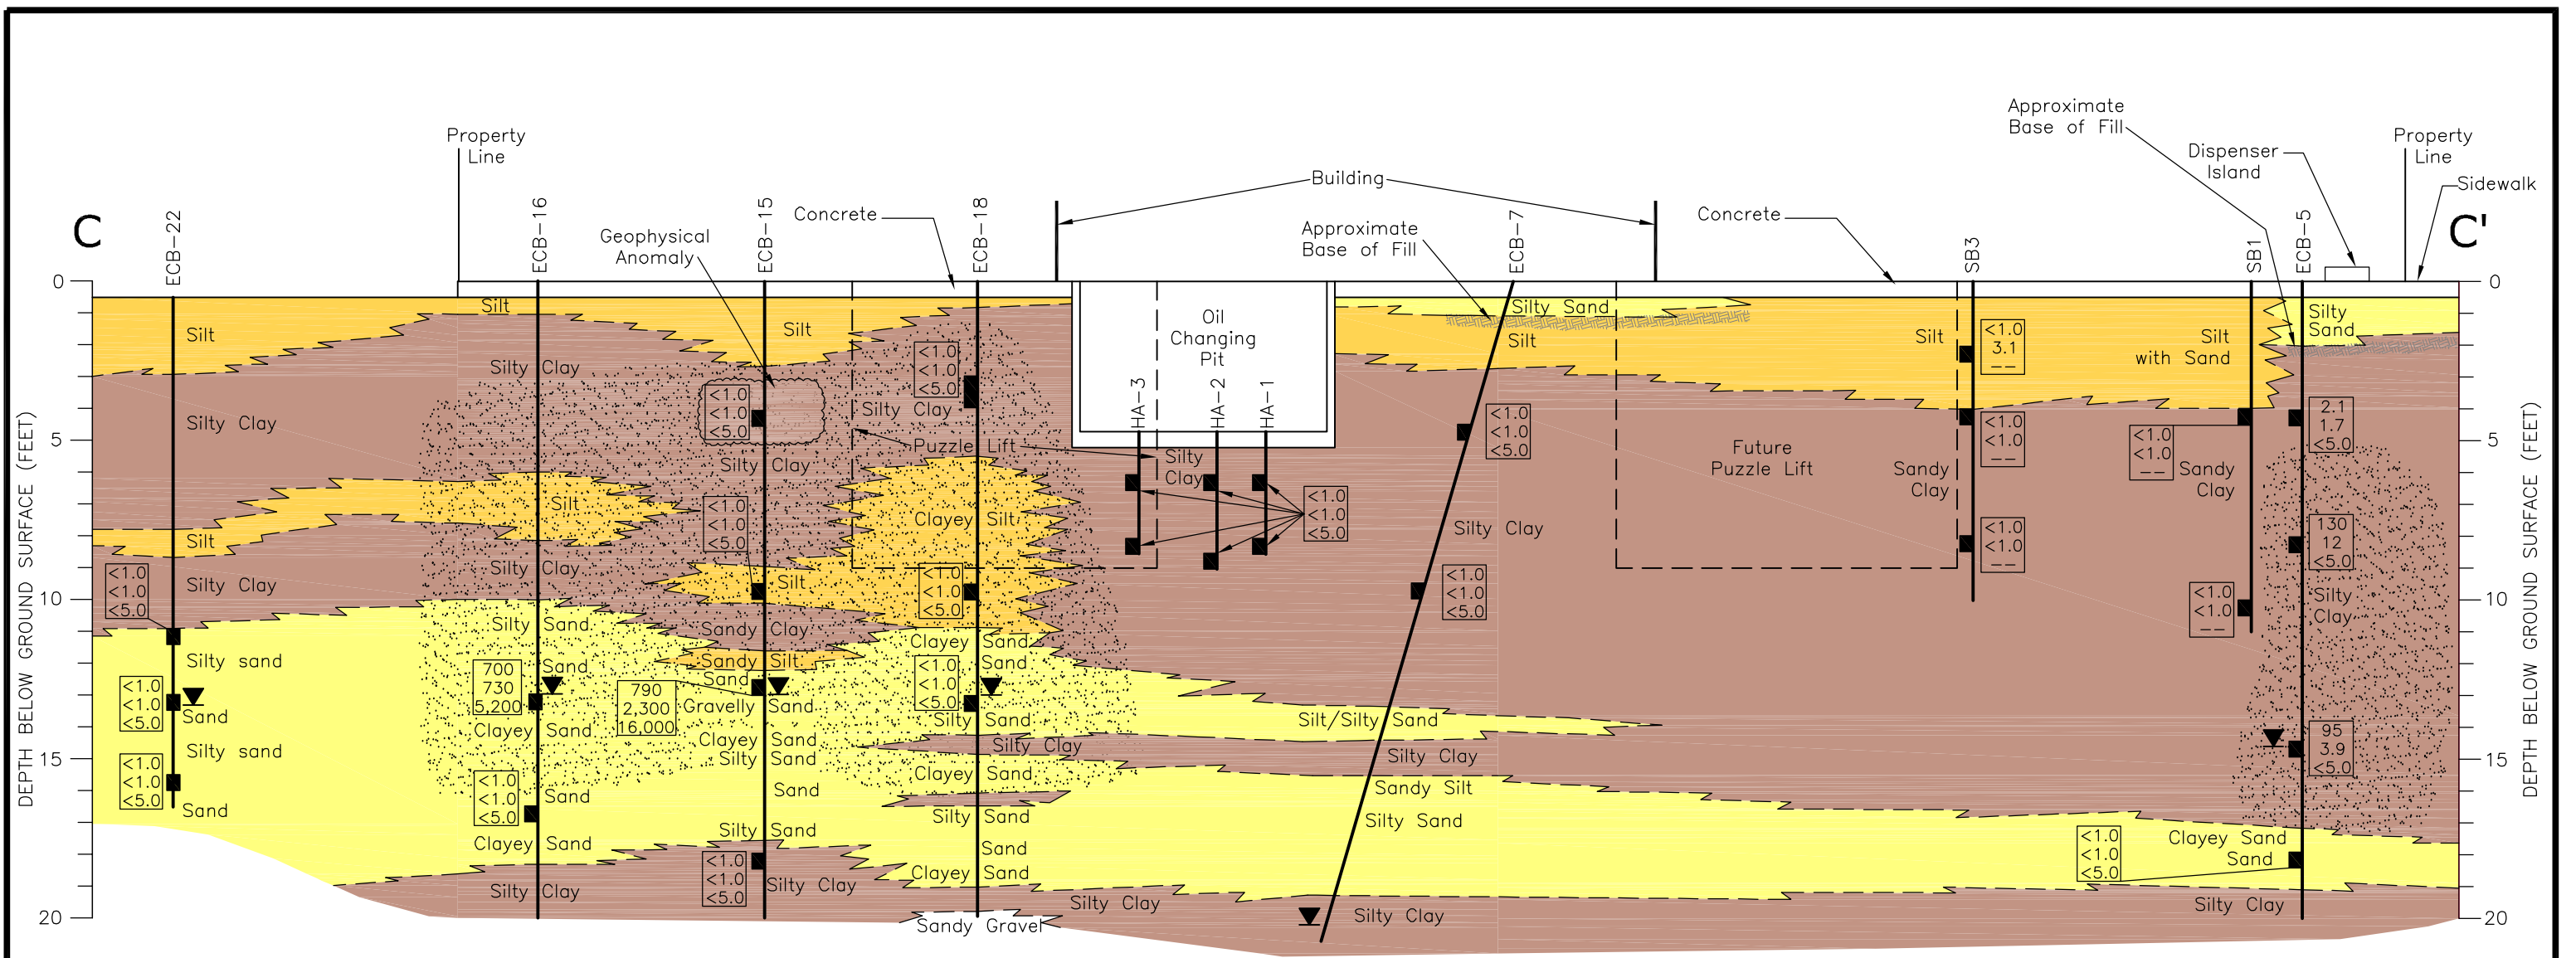 Property
Line
Approximate
Base of Fill
Property
Line
Dispenser
Island
Sidewalk
Building
C
ECB-22
ECB-16
Geophysical
Anomaly
ECB-15
Concrete
ECB-18
Approximate
Base of Fill
ECB-7
Concrete
SB3
SB1
ECB-5
C'
DEPTH BELOW GROUND SURFACE (FEET)
0
5
10
15
20
Silt
Silty Clay
Silt
Silty Clay
<1.0
<1.0
<5.0
Silty sand
<1.0
<1.0
<5.0
Sand
Silty sand
<1.0
<1.0
<5.0
Sand
Silt
Silty Clay
Silt
Silty Clay
Silty Sand
Sand
700
730
5,200
Clayey Sand
<1.0
<1.0
<5.0
Sand
Clayey Sand
Silty Clay
Silt
<1.0
<1.0
<5.0
Silty Clay
<1.0
<1.0
<5.0
Silt
Sandy Clay
Sandy Silt
Sand
790
2,300
16,000
Gravelly Sand
Clayey Sand
Silty Sand
Sand
Silty Sand
<1.0
<1.0
<5.0
Silty Clay
<1.0
<1.0
<5.0
Silty Clay
Puzzle Lift
Clayey Silt
<1.0
<1.0
<5.0
Clayey Sand
Sand
<1.0
<1.0
<5.0
Silty Sand
Silty Clay
Clayey Sand
Silty Sand
Sand
Clayey Sand
Sandy Gravel
Oil
Changing
Pit
HA-3
HA-2
HA-1
Silty
Clay
<1.0
<1.0
<5.0
Silty Clay
Silty Sand
Silt
<1.0
<1.0
<5.0
Silty Clay
<1.0
<1.0
<5.0
Silt/Silty Sand
Silty Clay
Sandy Silt
Silty Sand
Silty Clay
Future
Puzzle Lift
Silt
<1.0
3.1
--
<1.0
<1.0
--
Sandy
Clay
<1.0
<1.0
--
Silt
with Sand
<1.0
<1.0
--
Sandy
Clay
<1.0
<1.0
--
Silty
Sand
2.1
1.7
<5.0
130
12
<5.0
Silty
Clay
95
3.9
<5.0
<1.0
<1.0
<5.0
Clayey Sand
Sand
Silty Clay
0
5
10
15
20
DEPTH BELOW GROUND SURFACE (FEET)